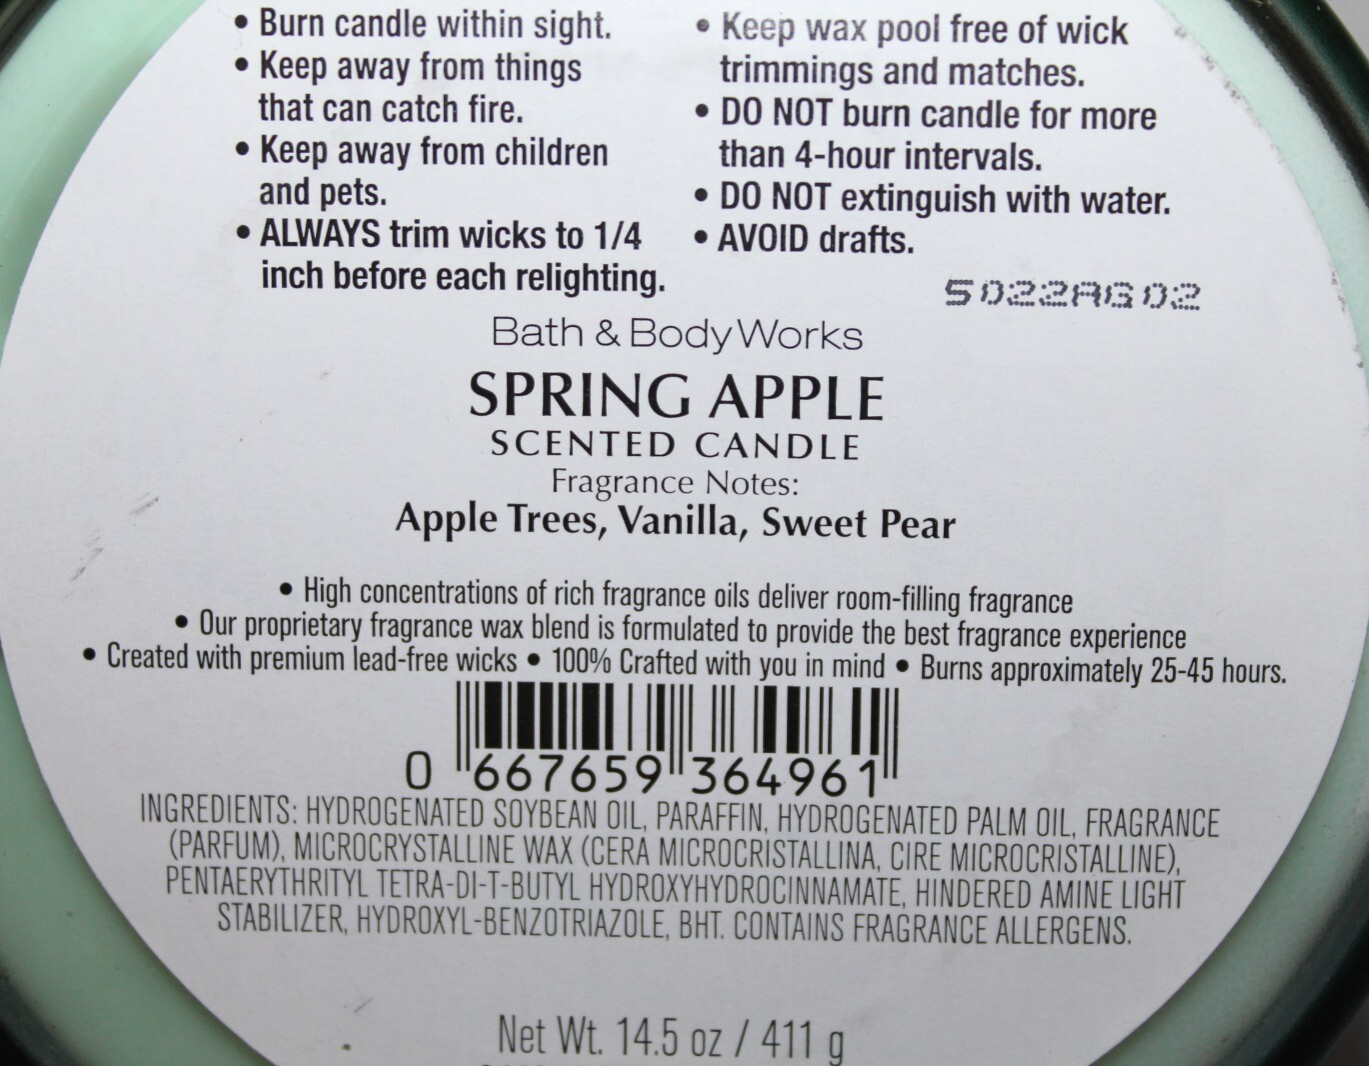 • Burn candle within sight.
• Keep away from things
that can catch fire.
• Keep away from children
and pets.
• ALWAYS trim wicks to 1/4
inch before each relighting.
• Keep wax pool free of wick
trimmings and matches.
• DO NOT burn candle for more
than 4-hour intervals.
• DO NOT extinguish with water.
• AVOID drafts.
5022AG02
Bath & Body Works
SPRING APPLE
SCENTED CANDLE
Fragrance Notes:
Apple Trees, Vanilla, Sweet Pear
• High concentrations of rich fragrance oils deliver room-filling fragrance
• Our proprietary fragrance wax blend is formulated to provide the best fragrance experience
• Created with premium lead-free wicks • 100% Crafted with you in mind • Burns approximately 25-45 hours.
0 667659 364961
INGREDIENTS: HYDROGENATED SOYBEAN OIL, PARAFFIN, HYDROGENATED PALM OIL, FRAGRANCE
(PARFUM), MICROCRYSTALLINE WAX (CERA MICROCRISTALLINA, CIRE MICROCRISTALLINE),
PENTAERYTHRITYL TETRA-DI-T-BUTYL HYDROXYHYDROCINNAMATE, HINDERED AMINE LIGHT
STABILIZER, HYDROXYL-BENZOTRIAZOLE, BHT. CONTAINS FRAGRANCE ALLERGENS.
Net Wt. 14.5 oz / 411 g